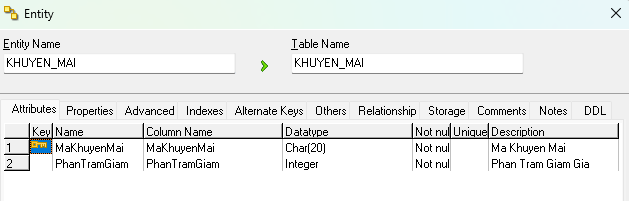 Entity
Entity Name
Table Name
KHUYEN_MAI
KHUYEN_MAI
Attributes Properties Advanced Indexes Alternate Keys Others Relationship Storage Comments Notes DDL
Key Name Column Name Datatype Not nul Unique Description
1 MaKhuyenMai MaKhuyenMai Char(20) Not nul Ma Khuyen Mai
2 PhanTramGiam PhanTramGiam Integer Not nul Phan Tram Giam Gia